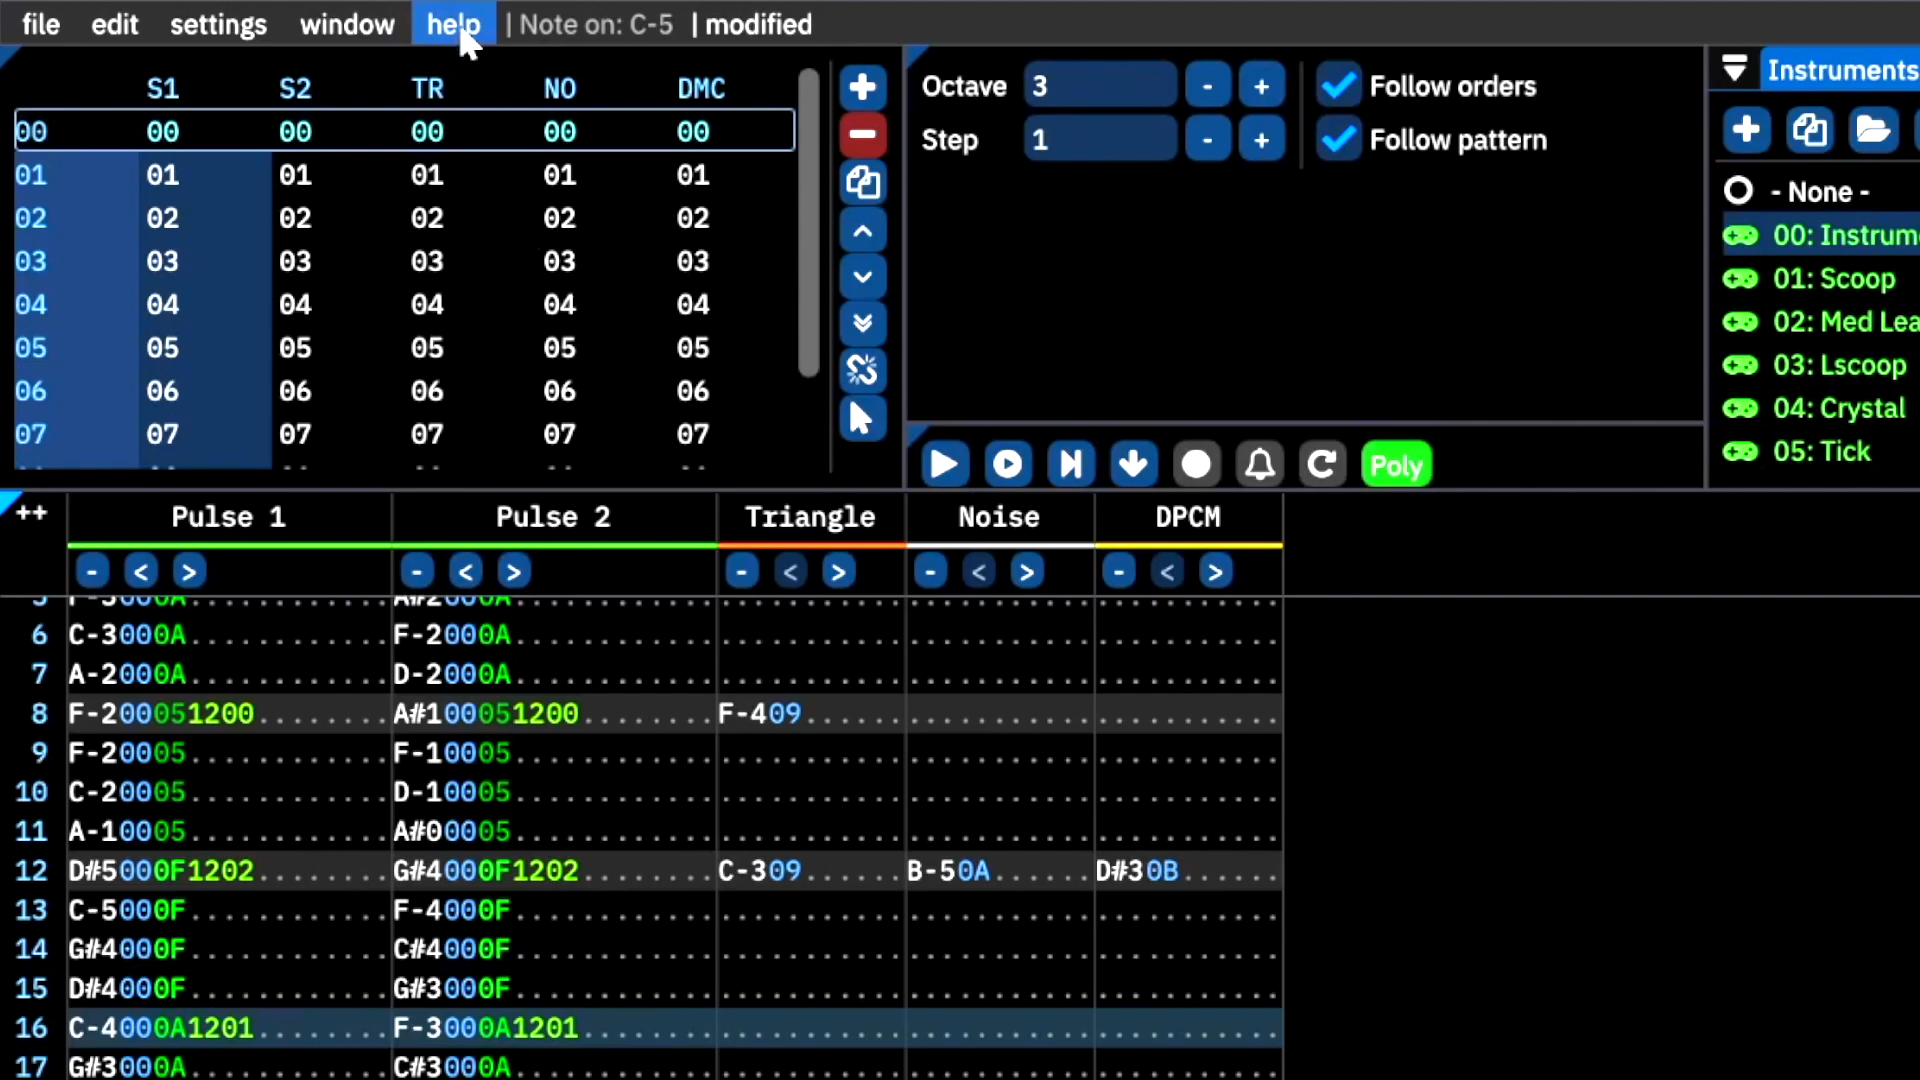 file edit settings window help | Note on: C-5 | modified
S1 S2 TR NO DMC
00 00 00 00 00 00
01 01 01 01 01 01
02 02 02 02 02 02
03 03 03 03 03 03
04 04 04 04 04 04
05 05 05 05 05 05
06 06 06 06 06 06
07 07 07 07 07 07
Octave 3 - + Follow orders
Step 1 - + Follow pattern
Poly
Instruments
- None -
00: Instrum
01: Scoop
02: Med Lea
03: Lscoop
04: Crystal
05: Tick
++ Pulse 1 Pulse 2 Triangle Noise DPCM
- < > - < > - < > - < > - < >
5 F-3000A........... A#2000A........... ........... ........... ...........
6 C-3000A........... F-2000A........... ........... ........... ...........
7 A-2000A........... D-2000A........... ........... ........... ...........
8 F-200051200....... A#100051200....... F-409...... ........... ...........
9 F-20005........... F-10005........... ........... ........... ...........
10 C-20005........... D-10005........... ........... ........... ...........
11 A-10005........... A#00005........... ........... ........... ...........
12 D#5000F1202....... G#4000F1202....... C-309...... B-50A...... D#30B......
13 C-5000F........... F-4000F........... ........... ........... ...........
14 G#4000F........... C#4000F........... ........... ........... ...........
15 D#4000F........... G#3000F........... ........... ........... ...........
16 C-4000A1201....... F-3000A1201....... ........... ........... ...........
17 G#3000A........... C#3000A........... ........... ........... ...........